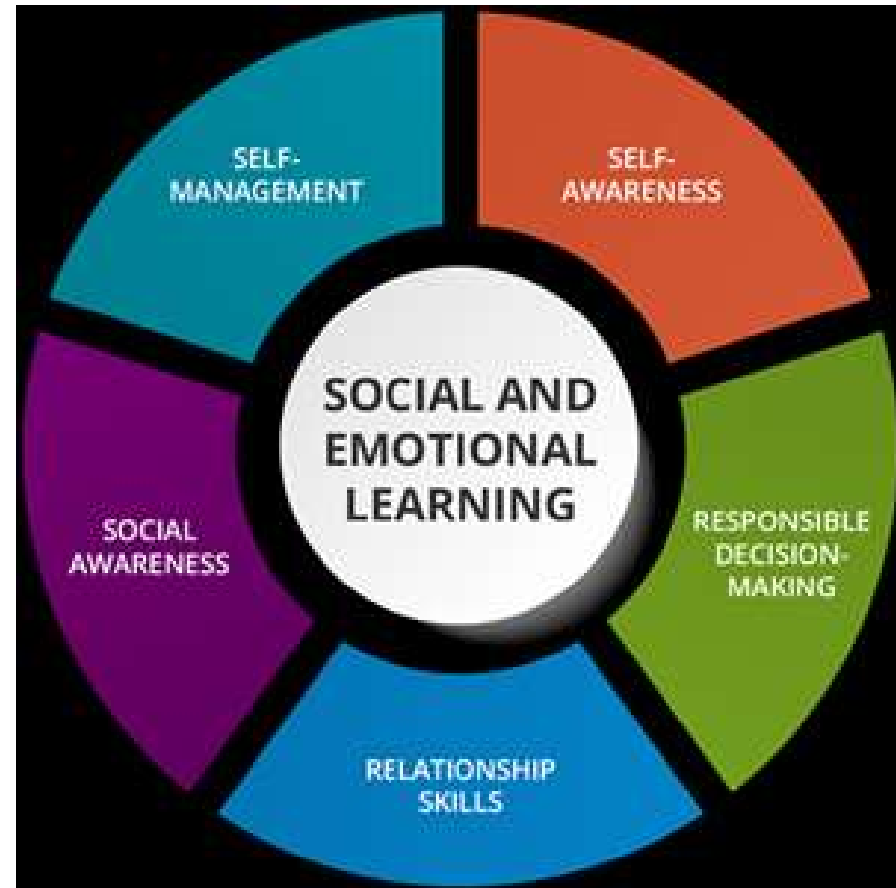 SELF-
MANAGEMENT
SELF-
AWARENESS
SOCIAL AND
EMOTIONAL
LEARNING
SOCIAL
AWARENESS
RESPONSIBLE
DECISION-
MAKING
RELATIONSHIP
SKILLS